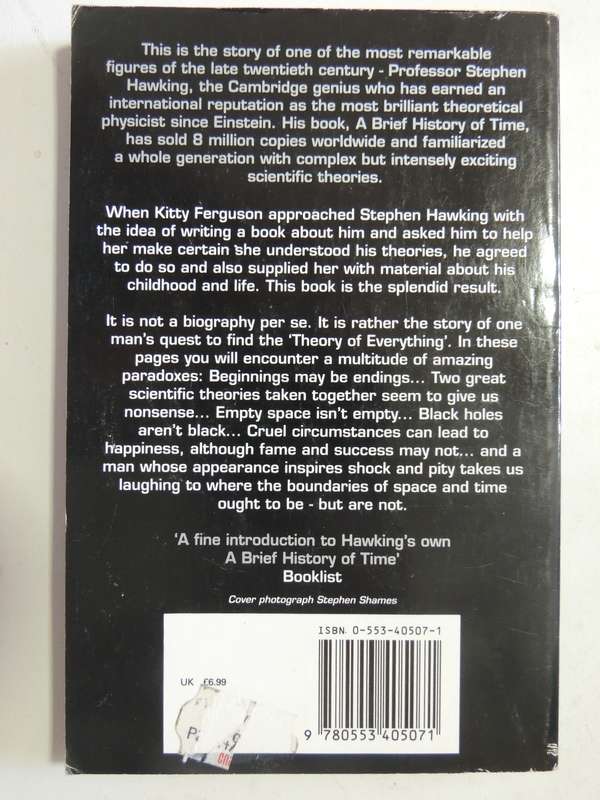 This is the story of one of the most remarkable
figures of the late twentieth century - Professor Stephen
Hawking, the Cambridge genius who has earned an
international reputation as the most brilliant theoretical
physicist since Einstein. His book, A Brief History of Time,
has sold 8 million copies worldwide and familiarized
a whole generation with complex but intensely exciting
scientific theories.
When Kitty Ferguson approached Stephen Hawking with
the idea of writing a book about him and asked him to help
her make certain she understood his theories, he agreed
to do so and also supplied her with material about his
childhood and life. This book is the splendid result.
It is not a biography per se. It is rather the story of one
man's quest to find the 'Theory of Everything'. In these
pages you will encounter a multitude of amazing
paradoxes: Beginnings may be endings... Two great
scientific theories taken together seem to give us
nonsense... Empty space isn't empty... Black holes
aren't black... Cruel circumstances can lead to
happiness, although fame and success may not... and a
man whose appearance inspires shock and pity takes us
laughing to where the boundaries of space and time
ought to be - but are not.
'A fine introduction to Hawking's own
A Brief History of Time'
Booklist
Cover photograph Stephen Shames
ISBN 0-553-40507-1
UK £6.99
9 780553 405071